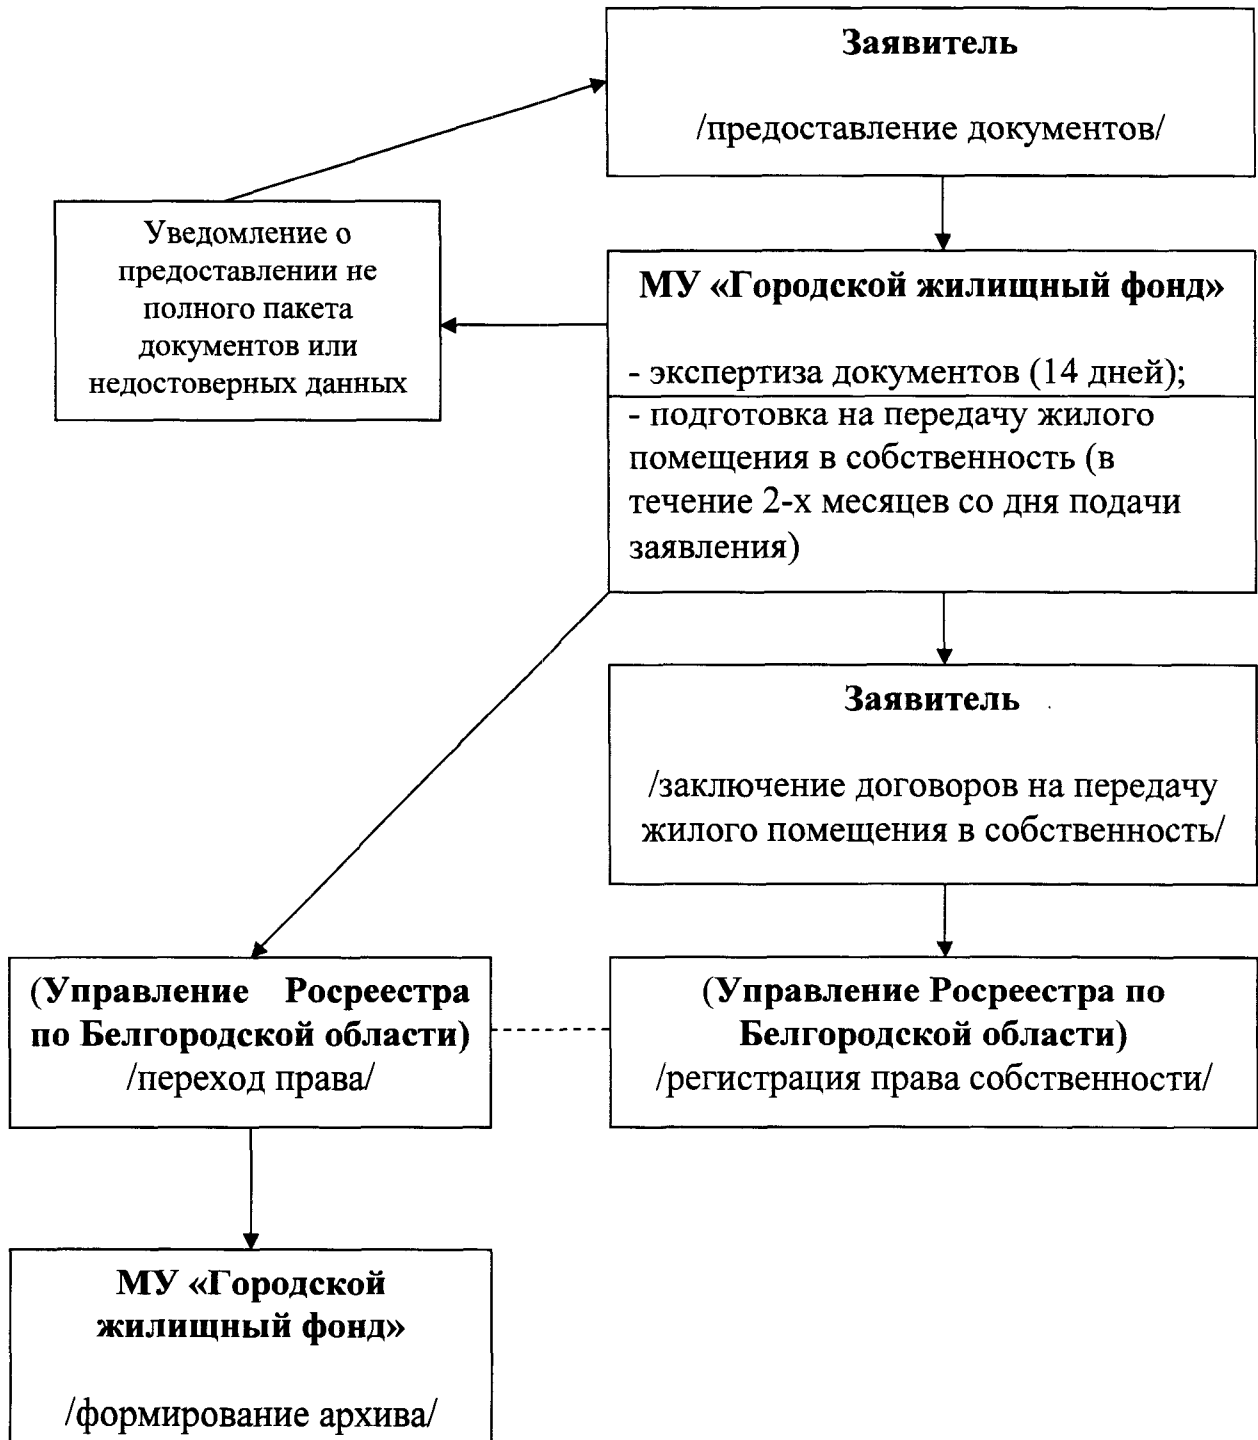 Заявитель
/предоставление документов/
Уведомление о
предоставлении не
полного пакета
документов или
недостоверных данных
МУ «Городской жилищный фонд»
- экспертиза документов (14 дней);
- подготовка на передачу жилого
помещения в собственность (в
течение 2-х месяцев со дня подачи
заявления)
Заявитель
/заключение договоров на передачу
жилого помещения в собственность/
(Управление Росреестра
по Белгородской области)
/переход права/
(Управление Росреестра по
Белгородской области)
/регистрация права собственности/
МУ «Городской
жилищный фонд»
/формирование архива/